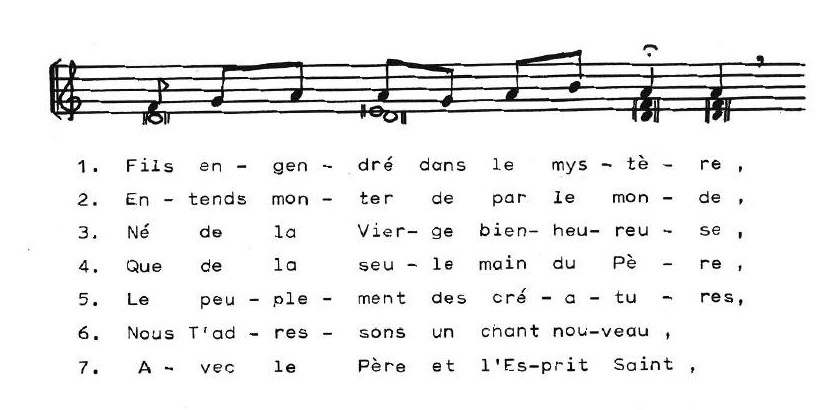 1. Fils en - gen - dré dans le mys - tè - re ,
2. En - tends mon - ter de par le mon - de ,
3. Né de la Vier- ge bien- heu- reu - se ,
4. Que de la seu - le main du Pè - re ,
5. Le peu - ple - ment des cré - a - tu - res,
6. Nous T'ad - res - sons un chant nou-veau ,
7. A - vec le Père et l'Es-prit Saint ,